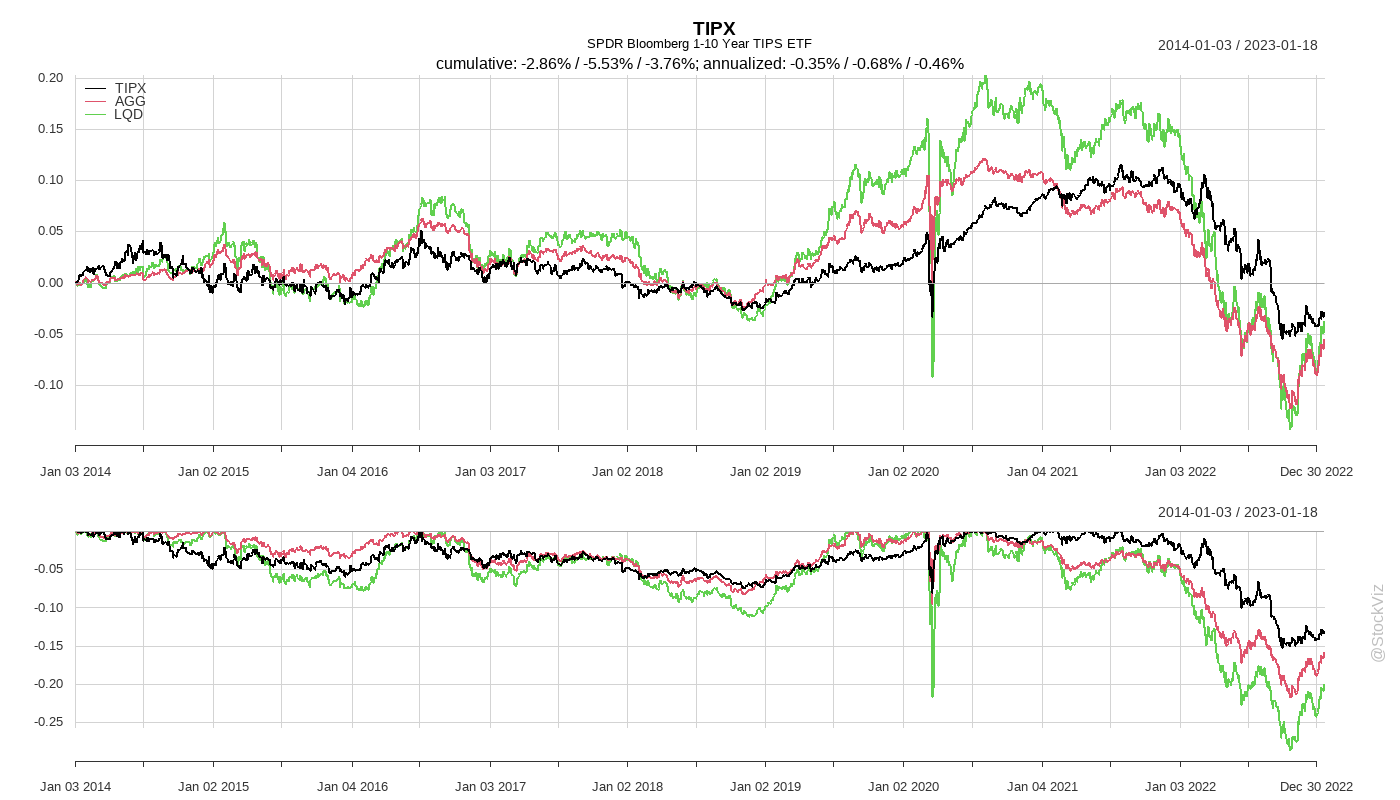 TIPX
SPDR Bloomberg 1-10 Year TIPS ETF
2014-01-03 / 2023-01-18
cumulative: -2.86% / -5.53% / -3.76%; annualized: -0.35% / -0.68% / -0.46%
0.20
0.15
0.10
0.05
0.00
-0.05
-0.10
TIPX
AGG
LQD
Jan 03 2014 Jan 02 2015 Jan 04 2016 Jan 03 2017 Jan 02 2018 Jan 02 2019 Jan 02 2020 Jan 04 2021 Jan 03 2022 Dec 30 2022
2014-01-03 / 2023-01-18
-0.05
-0.10
-0.15
-0.20
-0.25
Jan 03 2014 Jan 02 2015 Jan 04 2016 Jan 03 2017 Jan 02 2018 Jan 02 2019 Jan 02 2020 Jan 04 2021 Jan 03 2022 Dec 30 2022
@StockViz